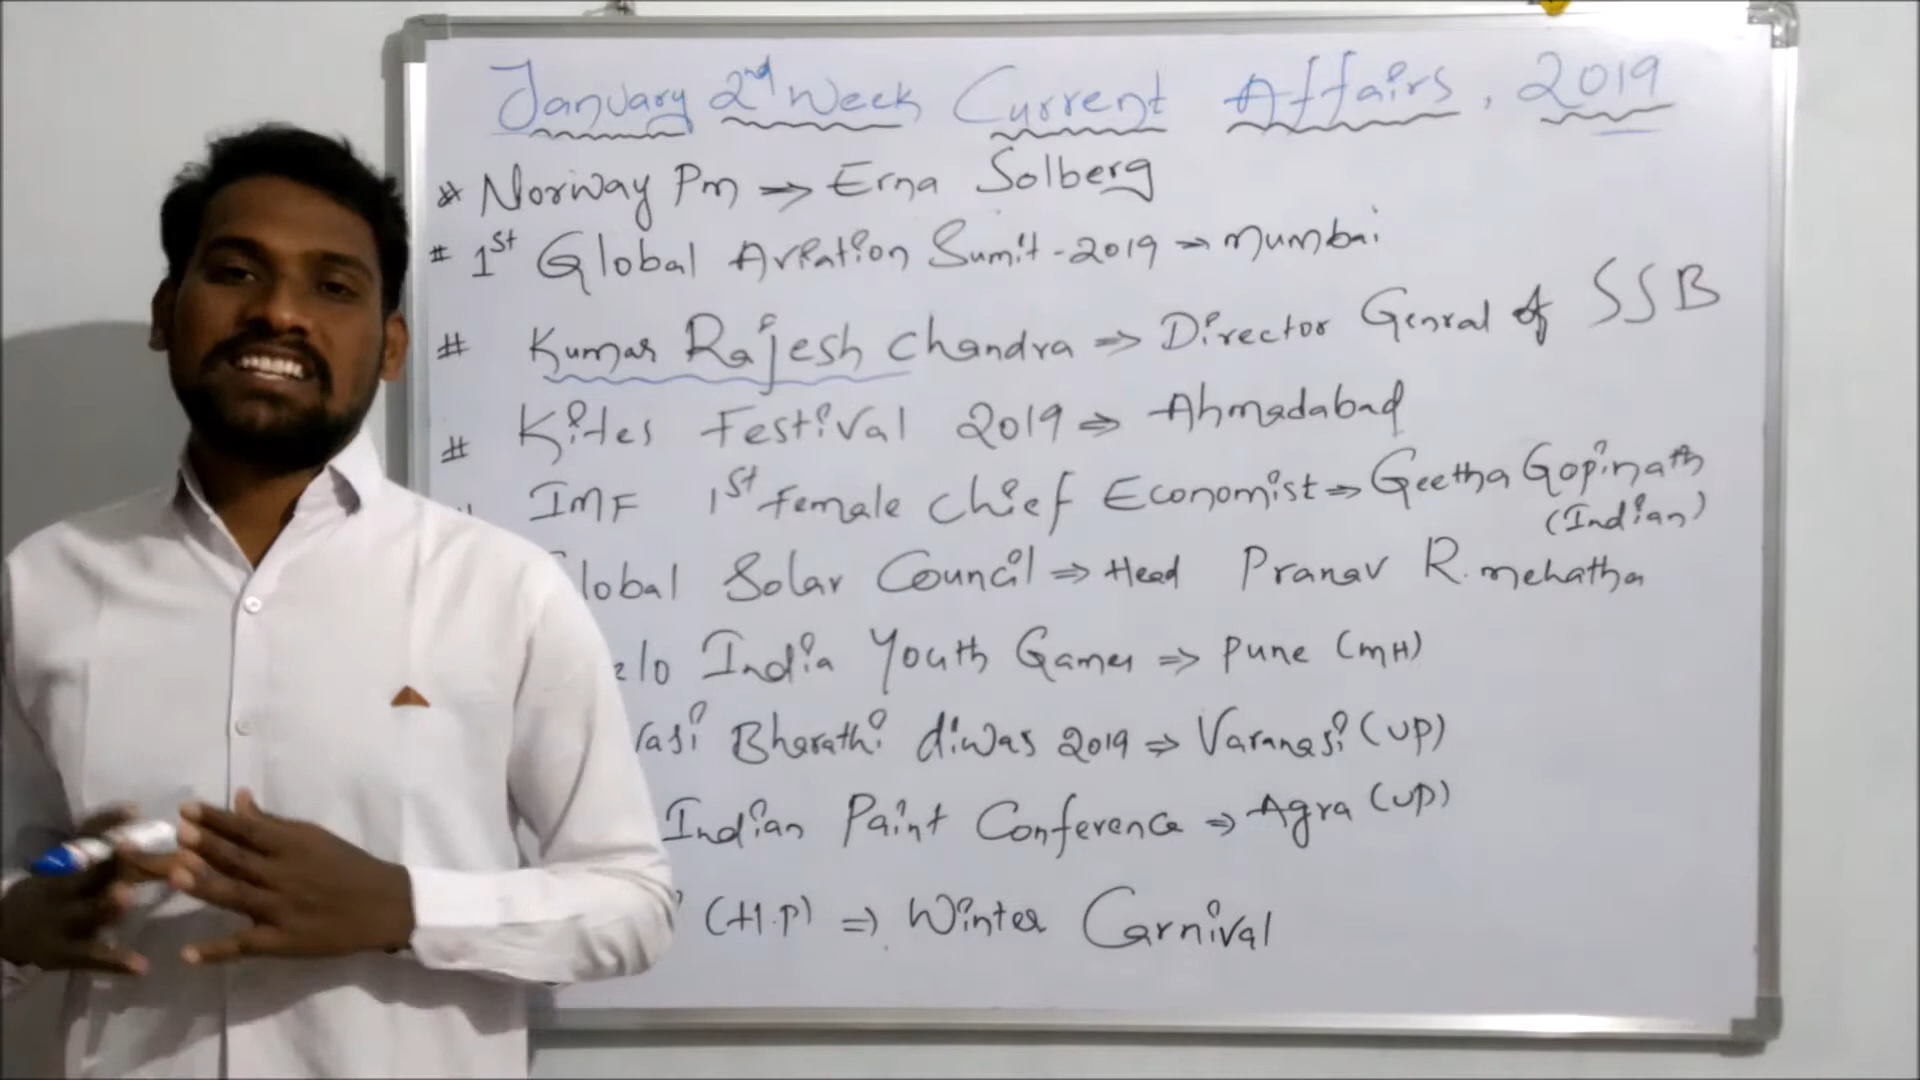 January 2nd Week Current Affairs, 2019
* Norway Pm → Erna Solberg
# 1st Global Aviation Sumit-2019 → mumbai
# Kumar Rajesh Chandra ⇒ Director Genral of SSB
# Kites Festival 2019 ⇒ Ahmadabad
IMF 1st Female Chief Economist ⇒ Geetha Gopinath
(Indian)
lobal Solar Council ⇒ Head Pranav R. mehatha
elo India Youth Games ⇒ Pune (MH)
vasi Bharathi diwas 2019 ⇒ Varanasi (UP)
Indian Paint Conference ⇒ Agra (UP)
(H.P) ⇒ Winter Carnival